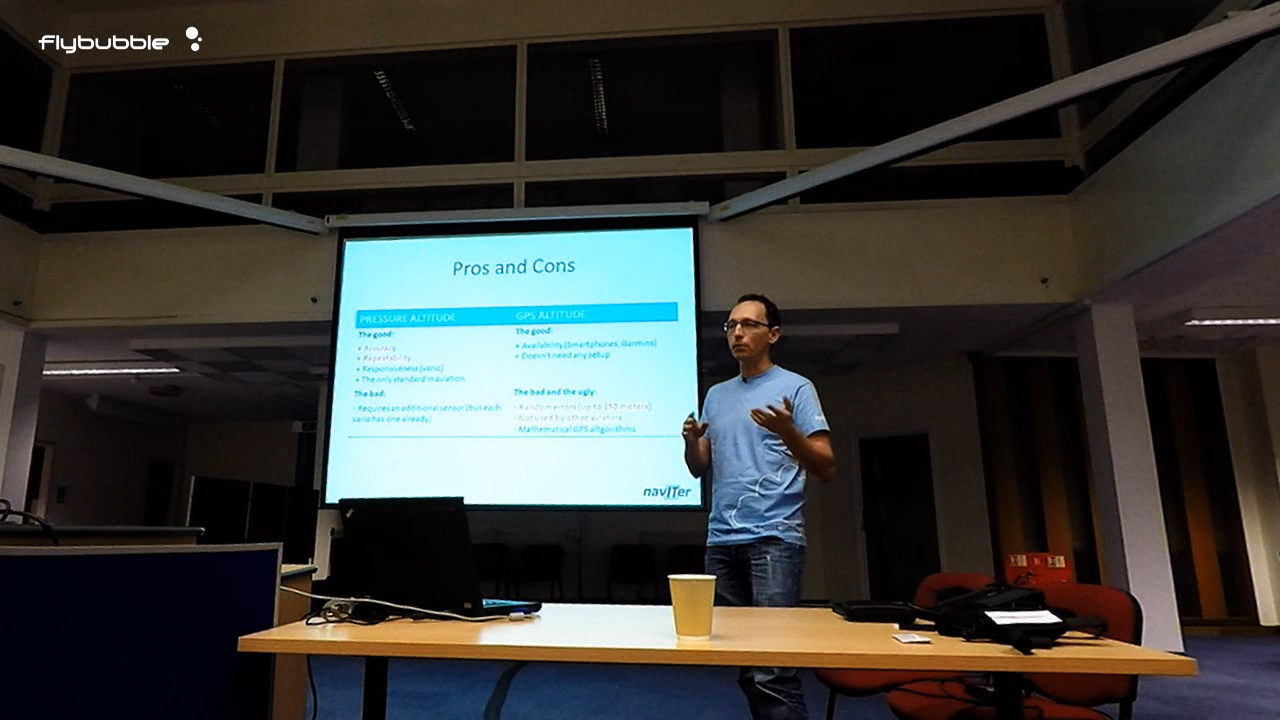 flybubble
Pros and Cons
PRESSURE ALTITUDE
The good:
+ Accuracy
+ Repeatability
+ Responsiveness (vario)
+ The only standard in aviation
The bad:
- Requires an additional sensor (but each
vario has one already)
GPS ALTITUDE
The good:
+ Availability (Smartphones, Garmins)
+ Doesn't need any setup
The bad and the ugly:
- Random errors (up to 150 meters)
- Not used by other aviators
- Mathematical GPS altgorithms
navITer